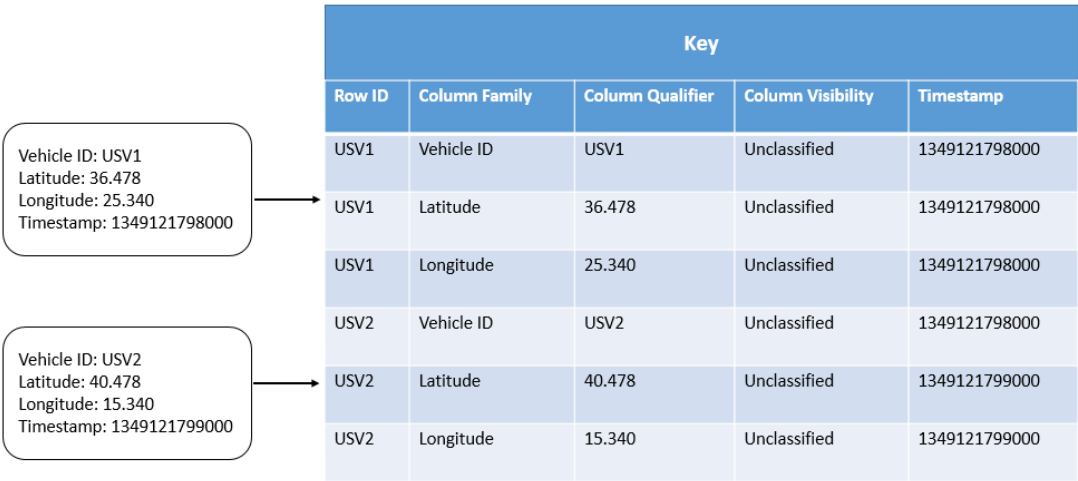 Key
Row ID Column Family Column Qualifier Column Visibility Timestamp
Vehicle ID: USV1
Latitude: 36.478
Longitude: 25.340
Timestamp: 1349121798000
USV1 Vehicle ID USV1 Unclassified 1349121798000
USV1 Latitude 36.478 Unclassified 1349121798000
USV1 Longitude 25.340 Unclassified 1349121798000
Vehicle ID: USV2
Latitude: 40.478
Longitude: 15.340
Timestamp: 1349121799000
USV2 Vehicle ID USV2 Unclassified 1349121798000
USV2 Latitude 40.478 Unclassified 1349121799000
USV2 Longitude 15.340 Unclassified 1349121799000